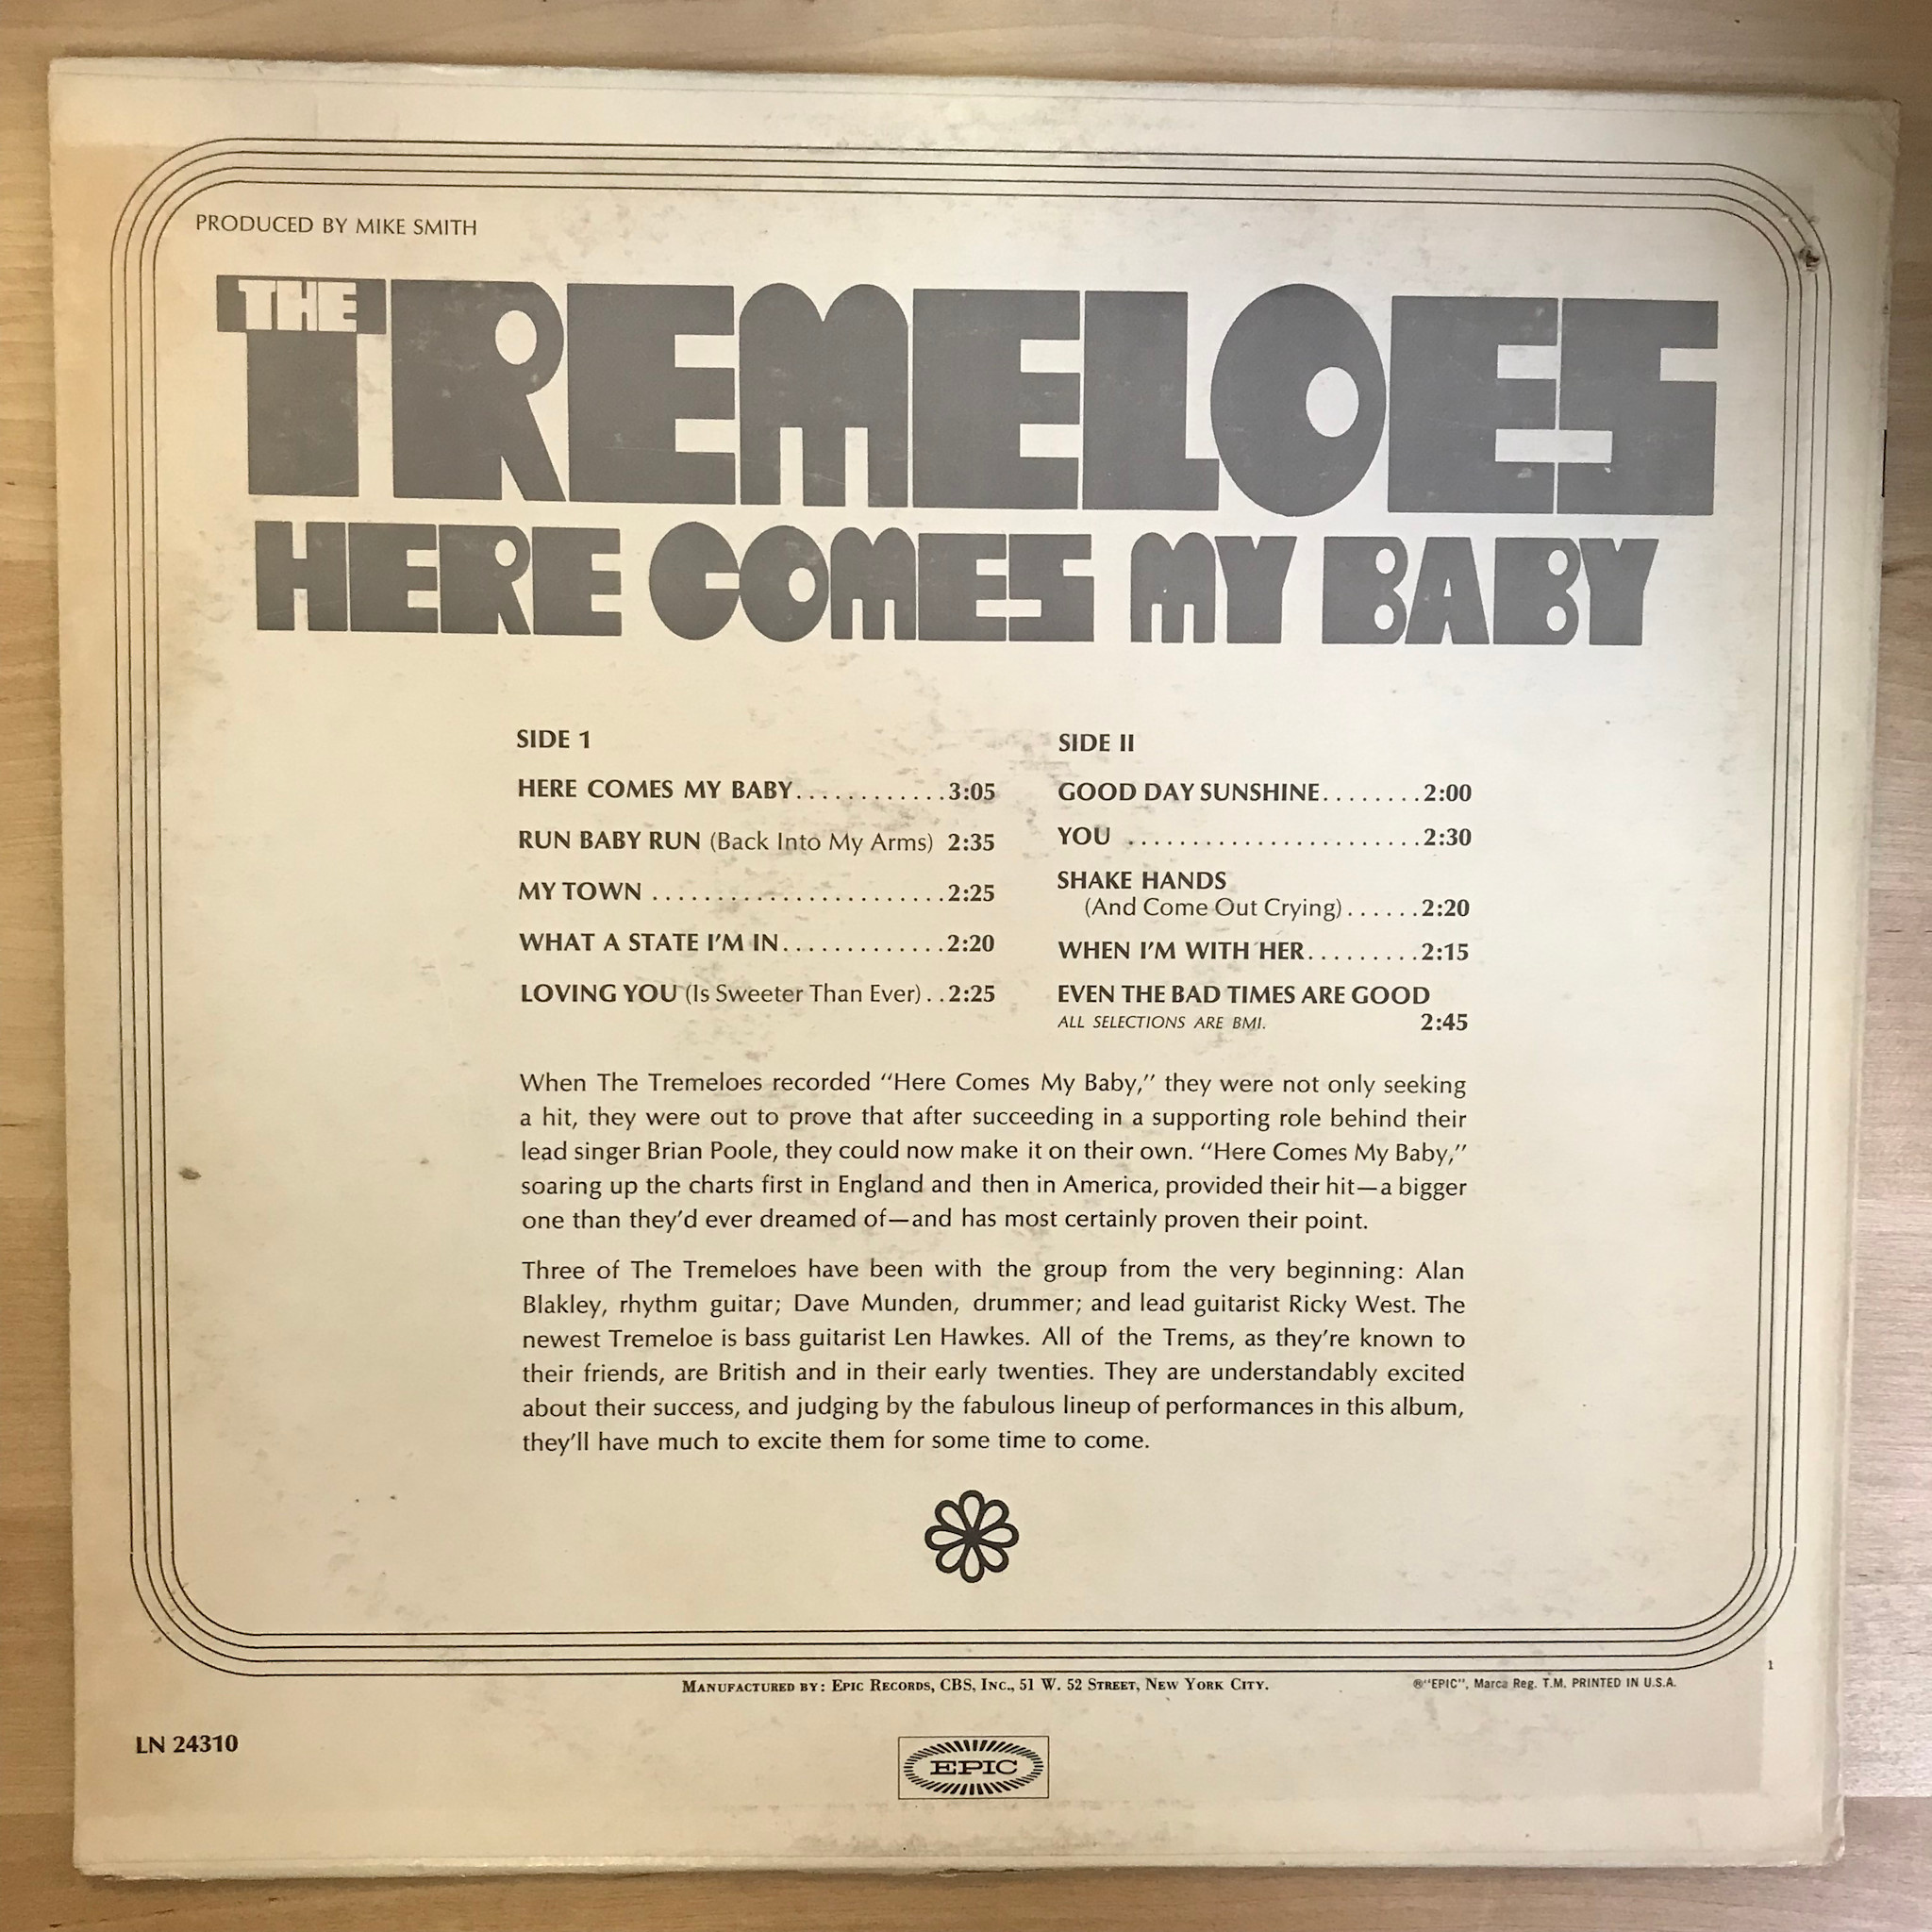 PRODUCED BY MIKE SMITH
THE TREMELOES
HERE COMES MY BABY
SIDE 1
HERE COMES MY BABY............3:05
RUN BABY RUN (Back Into My Arms) 2:35
MY TOWN .......................2:25
WHAT A STATE I'M IN.............2:20
LOVING YOU (Is Sweeter Than Ever)..2:25
SIDE II
GOOD DAY SUNSHINE........2:00
YOU .......................2:30
SHAKE HANDS
(And Come Out Crying)......2:20
WHEN I'M WITH HER.........2:15
EVEN THE BAD TIMES ARE GOOD
ALL SELECTIONS ARE BMI. 2:45
When The Tremeloes recorded "Here Comes My Baby," they were not only seeking
a hit, they were out to prove that after succeeding in a supporting role behind their
lead singer Brian Poole, they could now make it on their own. "Here Comes My Baby,"
soaring up the charts first in England and then in America, provided their hit—a bigger
one than they'd ever dreamed of—and has most certainly proven their point.
Three of The Tremeloes have been with the group from the very beginning: Alan
Blakley, rhythm guitar; Dave Munden, drummer; and lead guitarist Ricky West. The
newest Tremeloe is bass guitarist Len Hawkes. All of the Trems, as they're known to
their friends, are British and in their early twenties. They are understandably excited
about their success, and judging by the fabulous lineup of performances in this album,
they'll have much to excite them for some time to come.
1
MANUFACTURED BY: EPIC RECORDS, CBS, INC., 51 W. 52 STREET, NEW YORK CITY.
®"EPIC", Marca Reg. T.M. PRINTED IN U.S.A.
LN 24310
EPIC